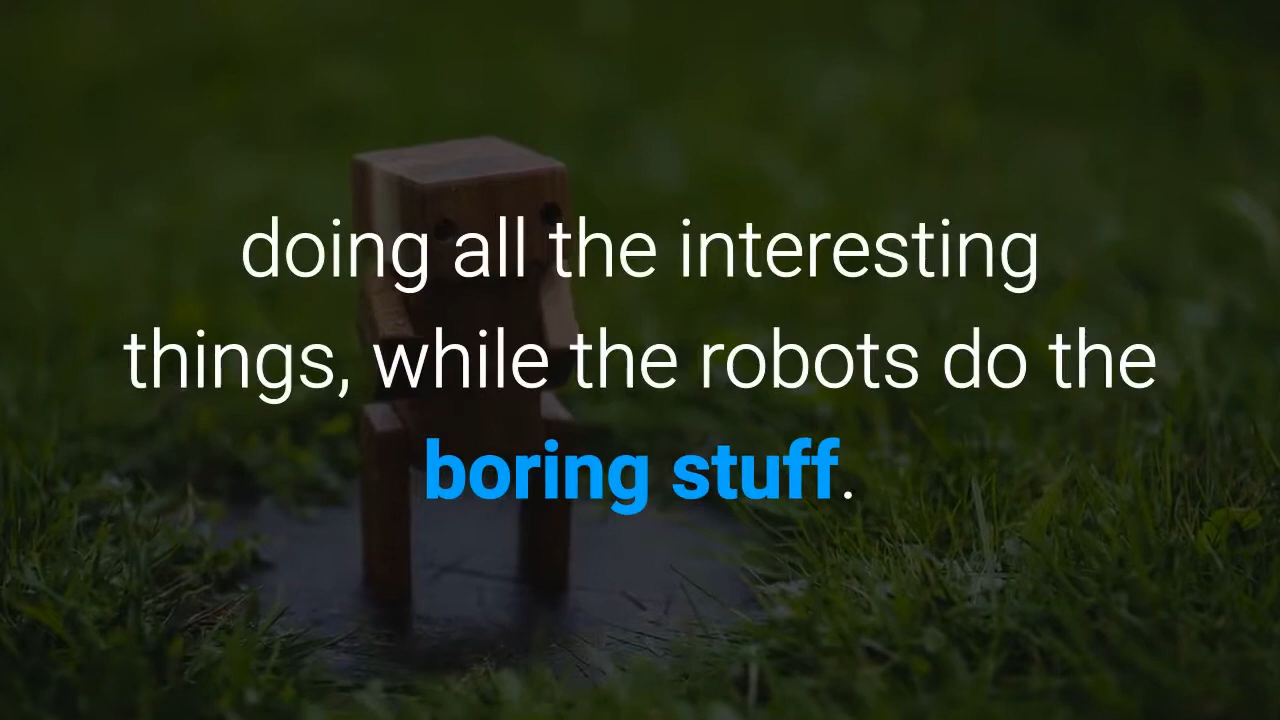 doing all the interesting
things, while the robots do the
boring stuff.